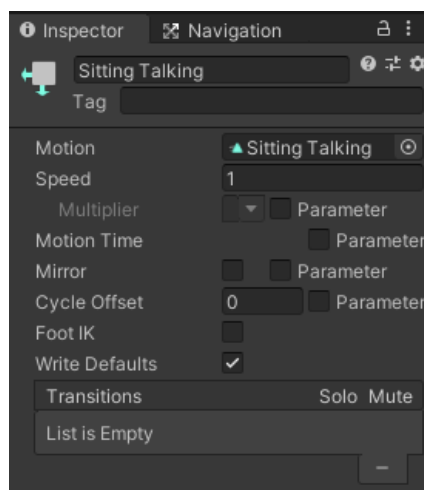 Inspector Navigation
Sitting Talking
Tag
Motion Sitting Talking
Speed 1
Multiplier Parameter
Motion Time Parameter
Mirror Parameter
Cycle Offset 0 Parameter
Foot IK
Write Defaults
Transitions Solo Mute
List is Empty